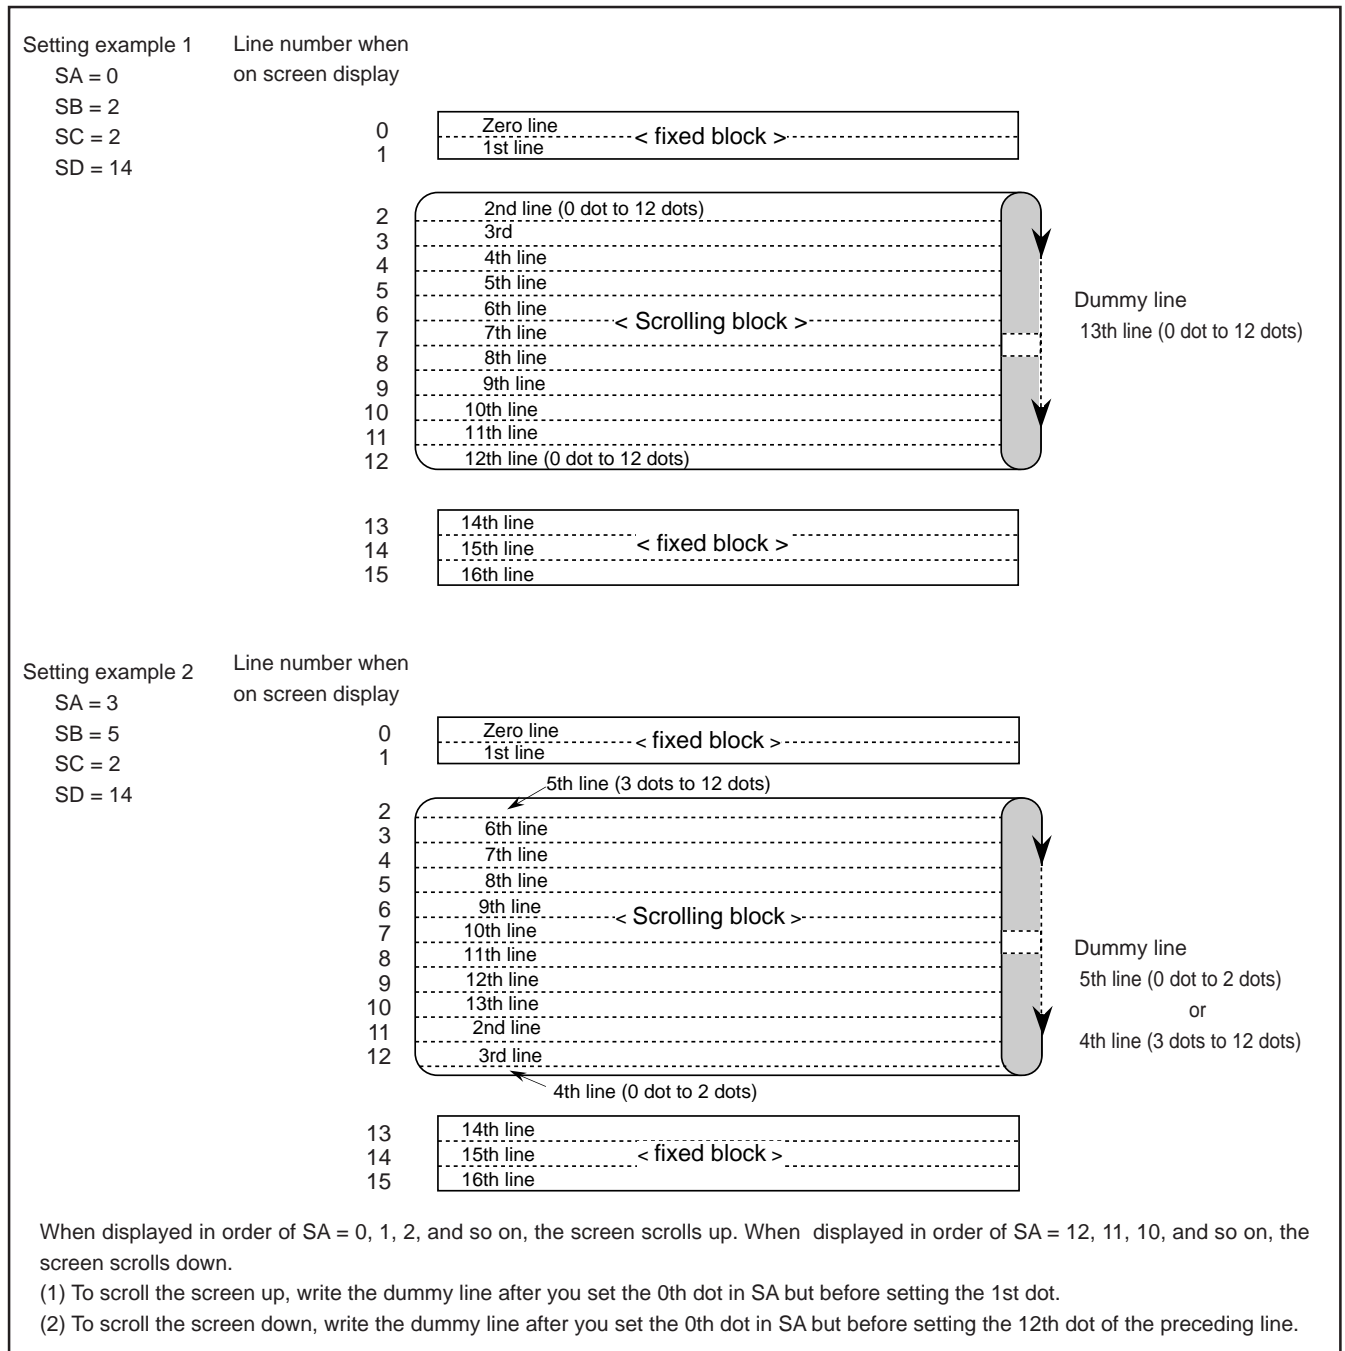 Setting example 1
SA = 0
SB = 2
SC = 2
SD = 14
Line number when
on screen display
0 Zero line
< fixed block >
1 1st line
2 2nd line (0 dot to 12 dots)
3 3rd
4 4th line
5 5th line
6 6th line
< Scrolling block >
7 7th line
8 8th line
9 9th line
10 10th line
11 11th line
12 12th line (0 dot to 12 dots)
Dummy line
13th line (0 dot to 12 dots)
13 14th line
14 15th line < fixed block >
15 16th line
Setting example 2
SA = 3
SB = 5
SC = 2
SD = 14
Line number when
on screen display
0 Zero line
< fixed block >
1 1st line
5th line (3 dots to 12 dots)
2
3 6th line
4 7th line
5 8th line
6 9th line
< Scrolling block >
7 10th line
8 11th line
9 12th line
10 13th line
11 2nd line
12 3rd line
4th line (0 dot to 2 dots)
Dummy line
5th line (0 dot to 2 dots)
or
4th line (3 dots to 12 dots)
13 14th line
14 15th line < fixed block >
15 16th line
When displayed in order of SA = 0, 1, 2, and so on, the screen scrolls up. When displayed in order of SA = 12, 11, 10, and so on, the
screen scrolls down.
(1) To scroll the screen up, write the dummy line after you set the 0th dot in SA but before setting the 1st dot.
(2) To scroll the screen down, write the dummy line after you set the 0th dot in SA but before setting the 12th dot of the preceding line.